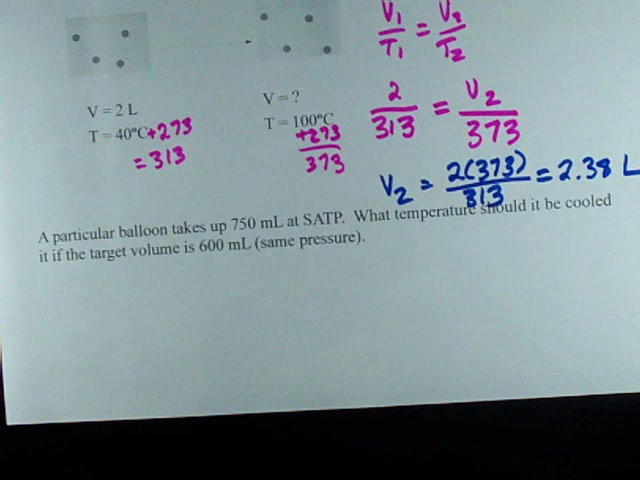 V₁/T₁ = V₂/T₂
V = 2 L
T = 40°C+273
= 313
V = ?
T = 100°C
+273
373
2/313 = V₂/373
V₂ = 2(373)/313 = 2.38 L
A particular balloon takes up 750 mL at SATP. What temperature should it be cooled
it if the target volume is 600 mL (same pressure).